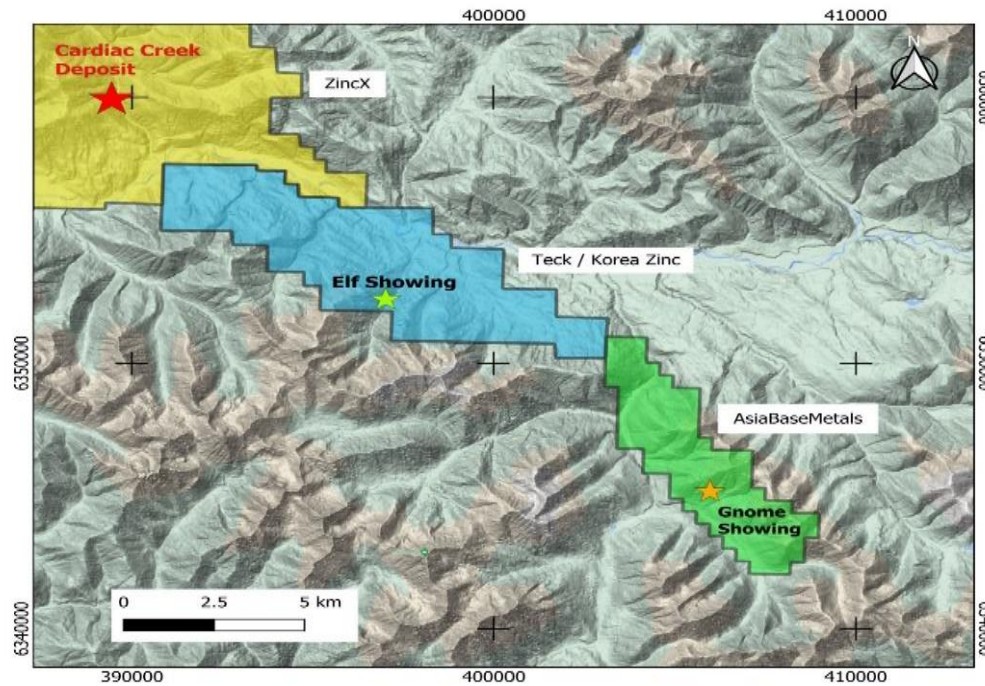 400000
410000
N
Cardiac Creek
Deposit
ZincX
Teck / Korea Zinc
Elf Showing
6350000
AsiaBaseMetals
Gnome
Showing
0 2.5 5 km
6340000
390000
400000
410000